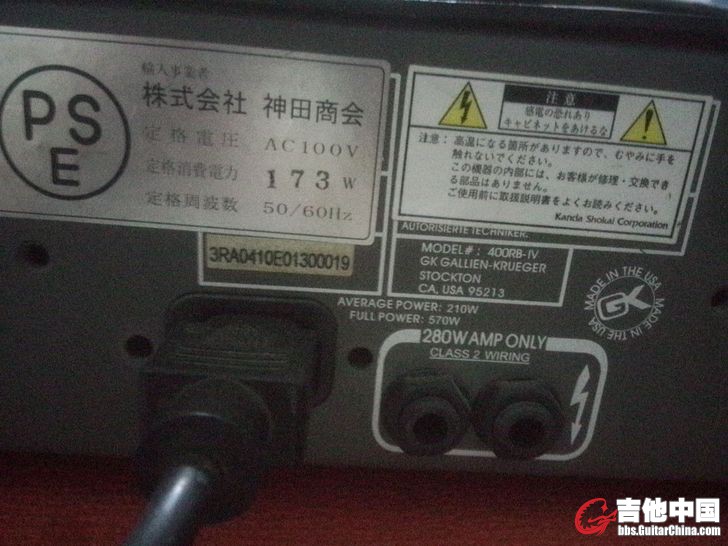 PS
E
輸入事業者
株式会社 神田商会
定格電圧 AC100V
定格消費電力 173W
定格周波数 50/60Hz
注意
感電の恐れあり
キャビネットをあけるな
注意: 高温になる箇所がありますので、むやみに手を
触れないでください。
この機器の内部には、お客様が修理・交換でき
る部品はありません。
ご使用前に取扱説明書をよくお読みください。
Kanda Shokai Corporation
AUTORISIERTE TECHNIKER.
3RA0410E01300019
MODEL#: 400RB-IV
GK GALLIEN-KRUEGER
STOCKTON
CA, USA 95213
MADE IN THE USA
MADE IN THE USA
GK
AVERAGE POWER: 210W
FULL POWER: 570W
280W AMP ONLY
CLASS 2 WIRING
吉他中国
bbs.GuitarChina.com